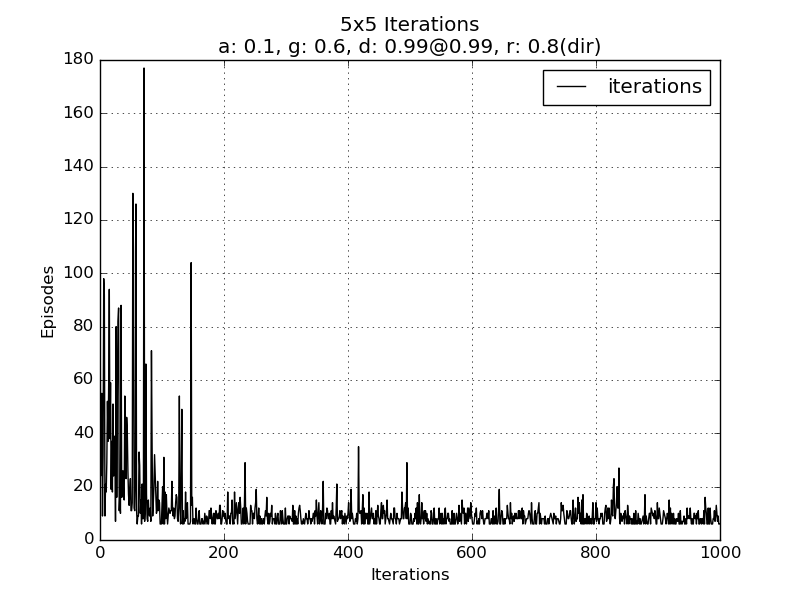 5x5 Iterations
a: 0.1, g: 0.6, d: 0.99@0.99, r: 0.8(dir)
iterations
180
160
140
120
100
80
60
40
20
0
Episodes
0 200 400 600 800 1000
Iterations